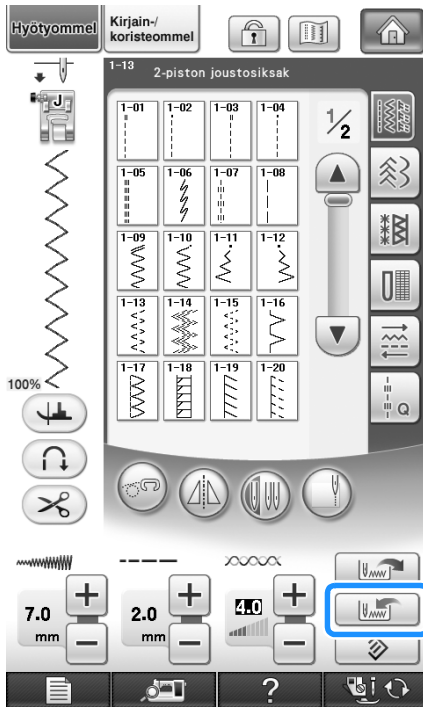 Hyötyommel
Kirjain-/
koristeommel
1-13
2-piston joustosiksak
J
1-01 1-02 1-03 1-04
1/2
1-05 1-06 1-07 1-08
1-09 1-10 1-11 1-12
1-13 1-14 1-15 1-16
1-17 1-18 1-19 1-20
100%
Q
7.0 2.0 4.0
mm mm
?